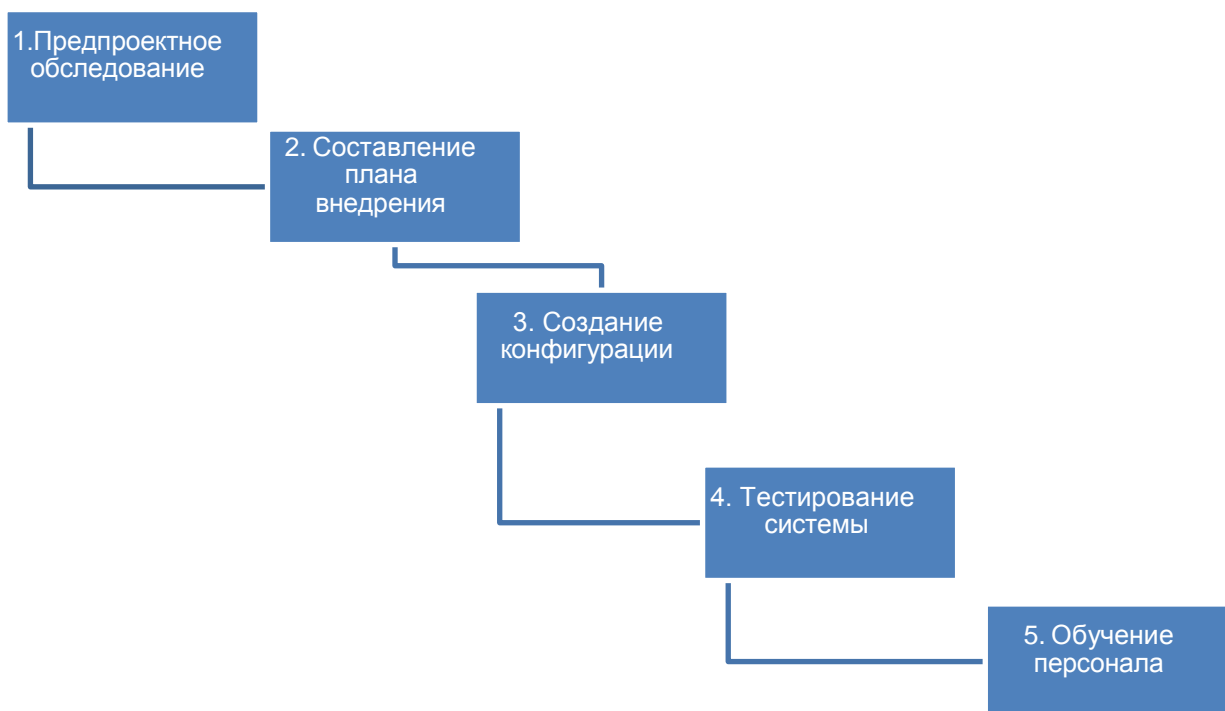 1.Предпроектное
обследование
2. Составление
плана
внедрения
3. Создание
конфигурации
4. Тестирование
системы
5. Обучение
персонала